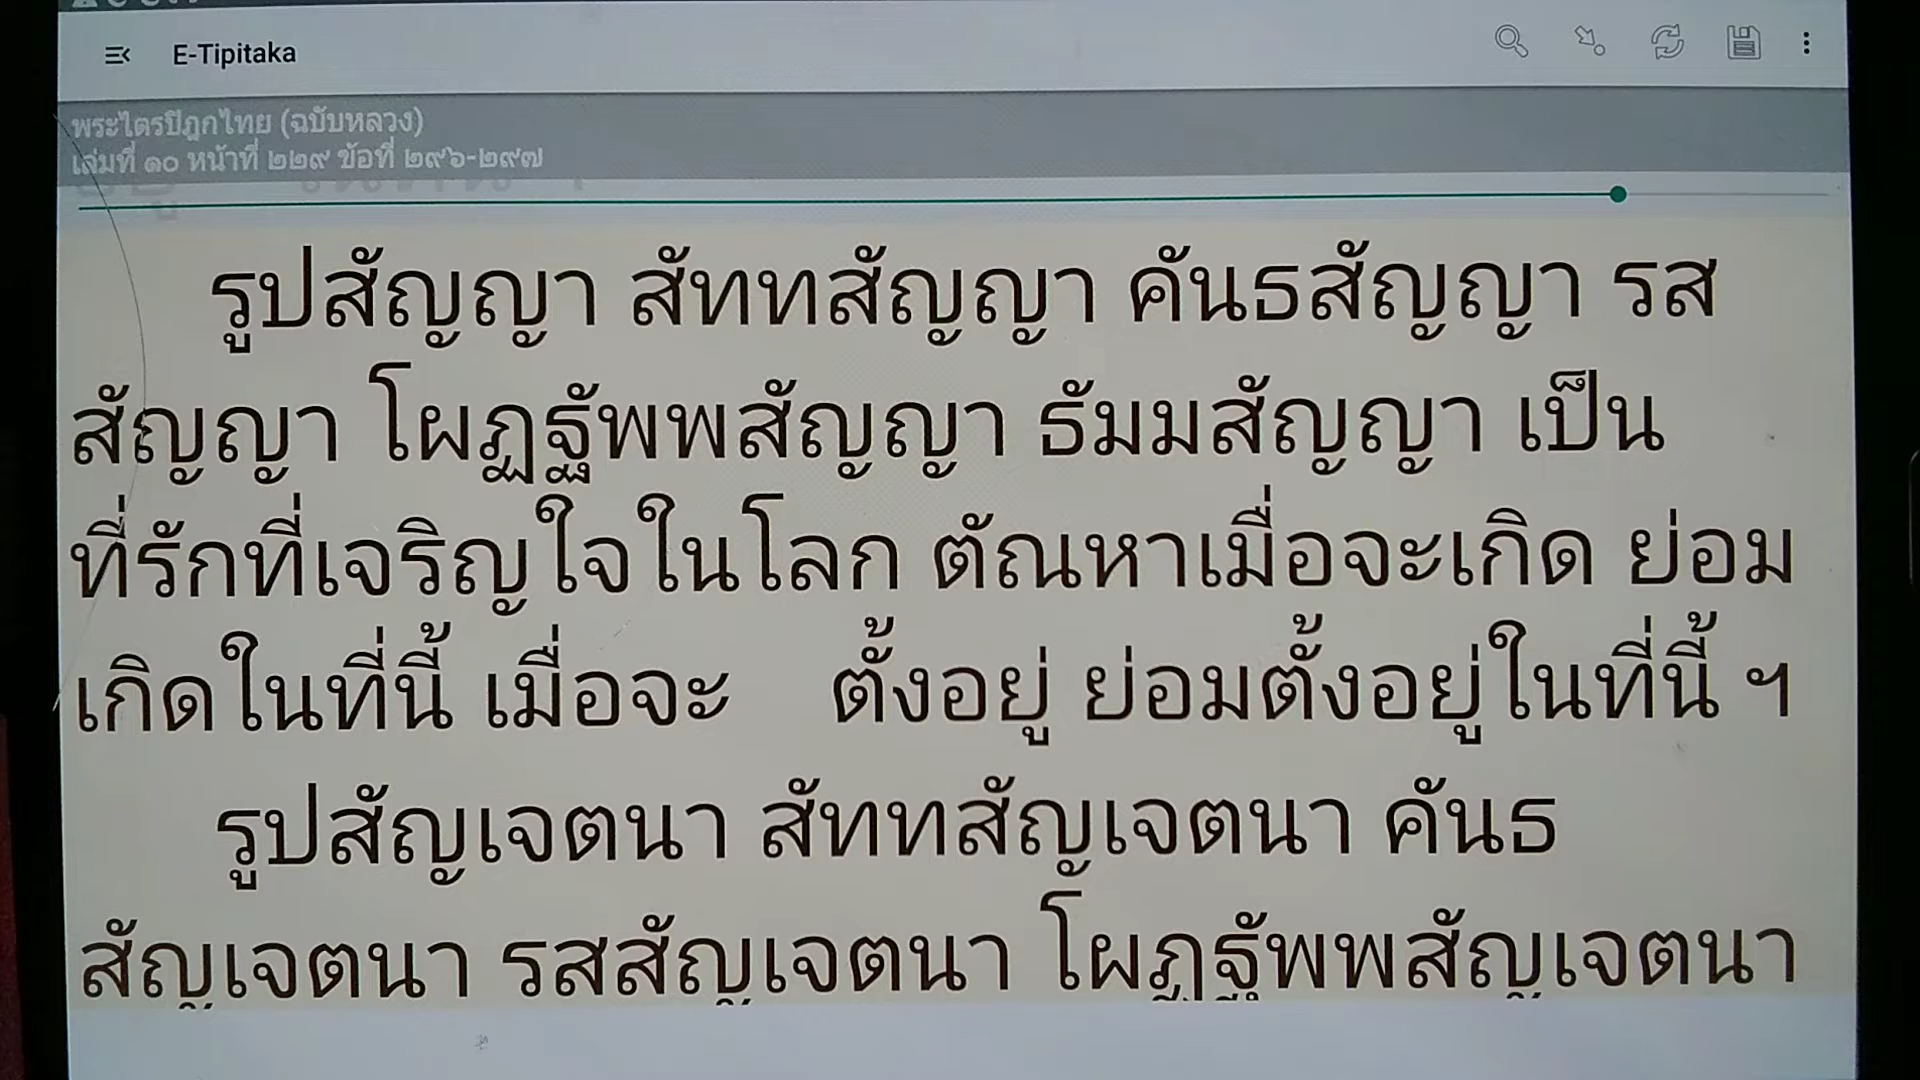 E-Tipitaka
พระไตรปิฎกไทย (ฉบับหลวง)
เล่มที่ ๑๐ หน้าที่ ๒๒๙ ข้อที่ ๒๙๖-๒๙๗
รูปสัญญา สัททสัญญา คันธสัญญา รส
สัญญา โผฏฐัพพสัญญา ธัมมสัญญา เป็น
ที่รักที่เจริญใจในโลก ตัณหาเมื่อจะเกิด ย่อม
เกิดในที่นี้ เมื่อจะ ตั้งอยู่ ย่อมตั้งอยู่ในที่นี้ ฯ
รูปสัญเจตนา สัททสัญเจตนา คันธ
สัญเจตนา รสสัญเจตนา โผฏฐัพพสัญเจตนา